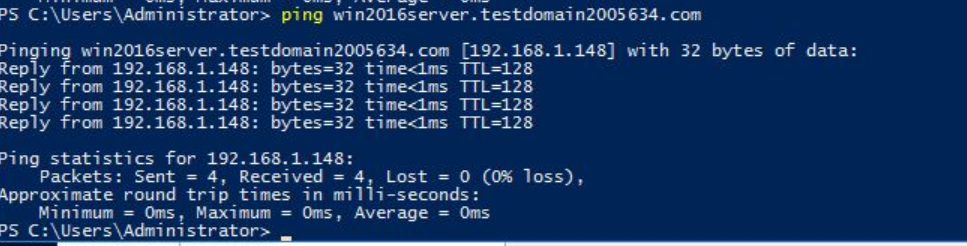 PS C:\Users\Administrator> ping win2016server.testdomain2005634.com
Pinging win2016server.testdomain2005634.com [192.168.1.148] with 32 bytes of data:
Reply from 192.168.1.148: bytes=32 time<1ms TTL=128
Reply from 192.168.1.148: bytes=32 time<1ms TTL=128
Reply from 192.168.1.148: bytes=32 time<1ms TTL=128
Reply from 192.168.1.148: bytes=32 time<1ms TTL=128
Ping statistics for 192.168.1.148:
Packets: Sent = 4, Received = 4, Lost = 0 (0% loss),
Approximate round trip times in milli-seconds:
Minimum = 0ms, Maximum = 0ms, Average = 0ms
PS C:\Users\Administrator>